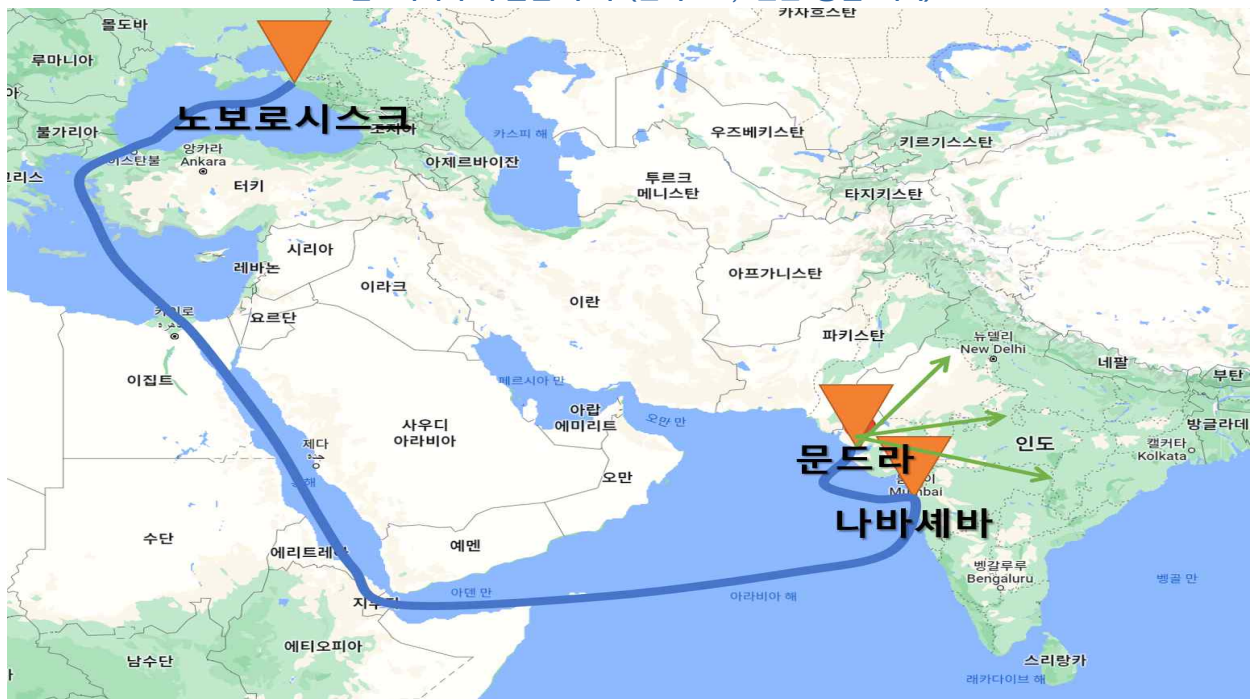 몰도바
카자흐스탄
루마니아
노보로시스크
불가리아
이스탄불
앙카라
Ankara
터키
카스피 해
아제르바이잔
우즈베키스탄
키르기스스탄
투르크
메니스탄
타지키스탄
시리아
레바논
이라크
이란
아프가니스탄
요르단
파키스탄
뉴델리
New Delhi
네팔
부탄
이집트
페르시아 만
사우디
아라비아
아랍
에미리트
오만 만
제다
오만
문드라
인도
방글라데
캘커타
Kolkata
Mumbai
나바셰바
수단
에리트레아
예멘
지부티
아덴 만
아라비아 해
벵갈루루
Bengaluru
벵골 만
에티오피아
남수단
스리랑카
래카다이브 해